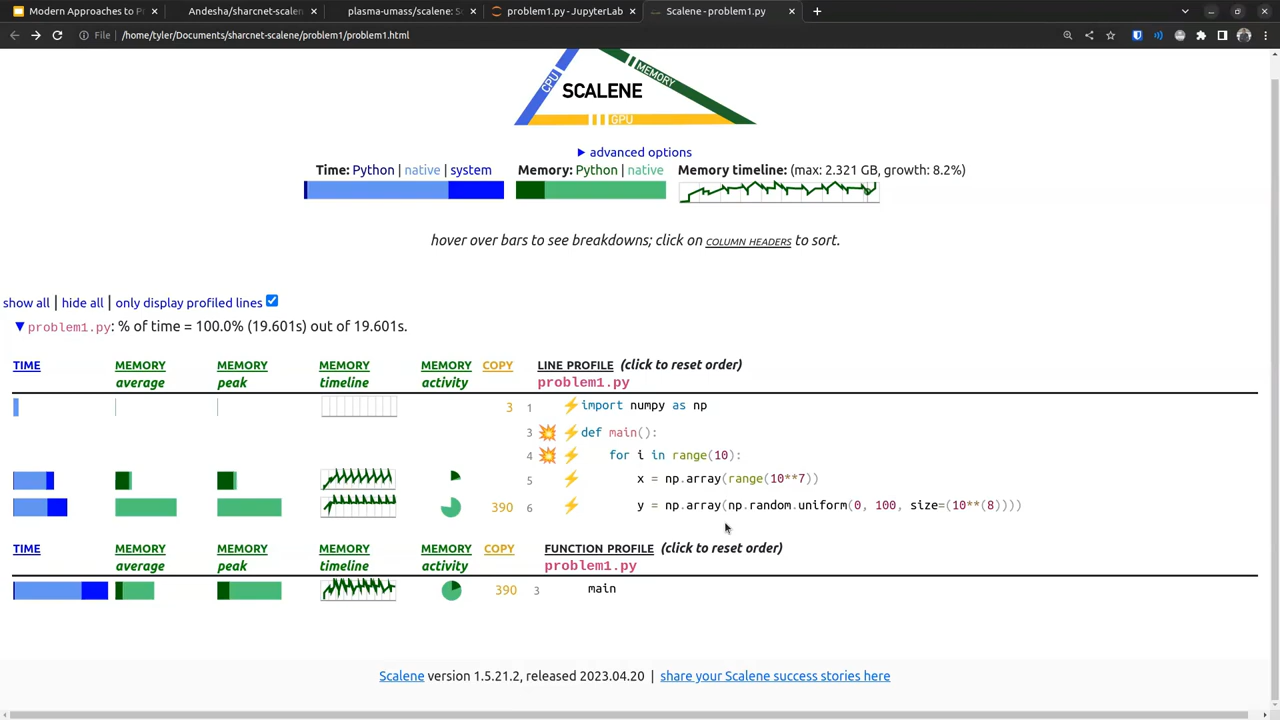 Modern Approaches to P
Andesha/sharcnet-scalen
plasma-umass/scalene: S
problem1.py - JupyterLab
Scalene - problem1.py
File
/home/tyler/Documents/sharcnet-scalene/problem1/problem1.html
CPU
MEMORY
SCALENE
GPU
▶ advanced options
Time: Python | native | system
Memory: Python | native
Memory timeline: (max: 2.321 GB, growth: 8.2%)
hover over bars to see breakdowns; click on COLUMN HEADERS to sort.
show all | hide all | only display profiled lines
▼problem1.py: % of time = 100.0% (19.601s) out of 19.601s.
TIME MEMORY average MEMORY peak MEMORY timeline MEMORY activity COPY LINE PROFILE (click to reset order)
problem1.py
3 1 ⚡import numpy as np
3 💥 ⚡def main():
4 💥 ⚡ for i in range(10):
5 ⚡ x = np.array(range(10**7))
390 6 ⚡ y = np.array(np.random.uniform(0, 100, size=(10**(8))))
TIME MEMORY average MEMORY peak MEMORY timeline MEMORY activity COPY FUNCTION PROFILE (click to reset order)
problem1.py
390 3 main
Scalene version 1.5.21.2, released 2023.04.20 | share your Scalene success stories here